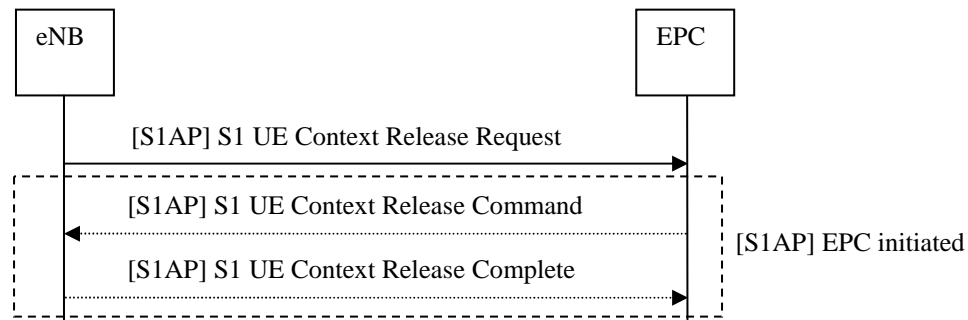 eNB
EPC
[S1AP] S1 UE Context Release Request
[S1AP] S1 UE Context Release Command
[S1AP] EPC initiated
[S1AP] S1 UE Context Release Complete